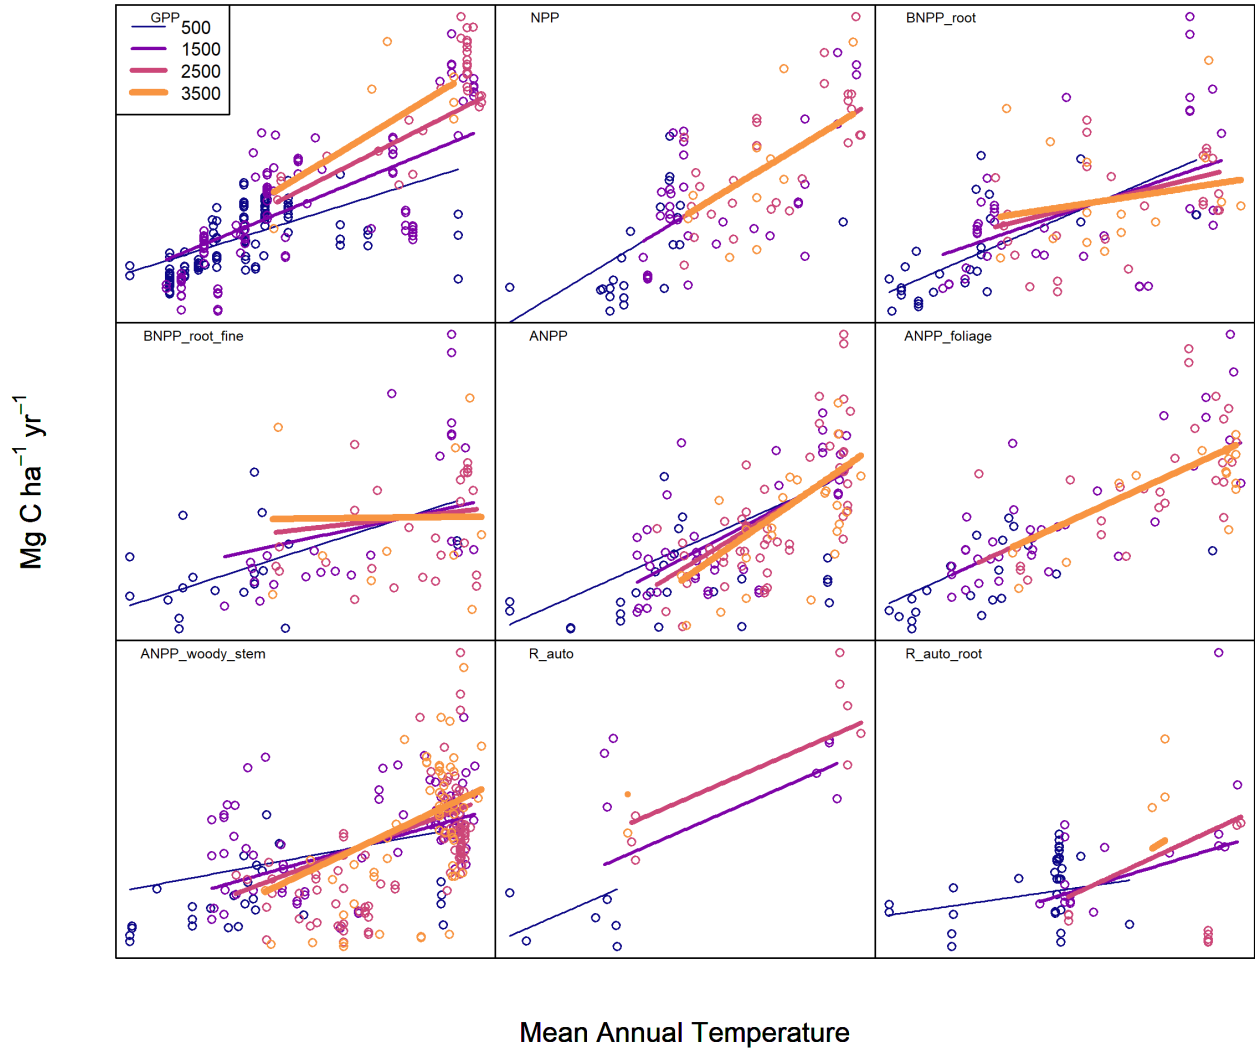 GPP
500
1500
2500
3500
NPP
BNPP_root
BNPP_root_fine
ANPP
ANPP_foliage
ANPP_woody_stem
R_auto
R_auto_root
Mg C ha⁻¹ yr⁻¹
Mean Annual Temperature